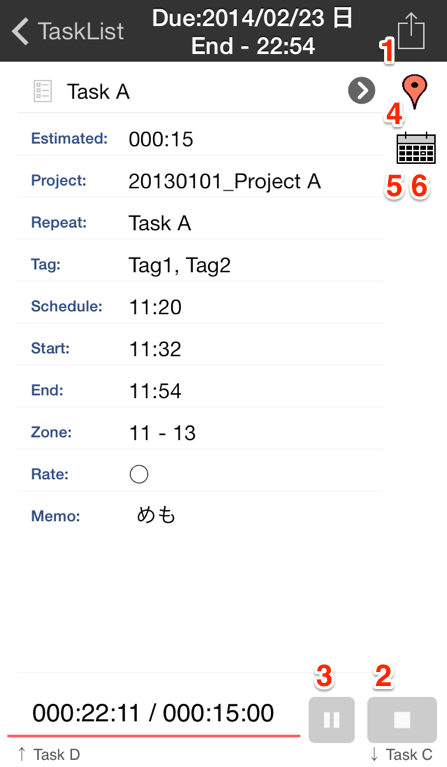 TaskList
Due:2014/02/23 日
End - 22:54
1
Task A
4
Estimated: 000:15
5 6
Project: 20130101_Project A
Repeat: Task A
Tag: Tag1, Tag2
Schedule: 11:20
Start: 11:32
End: 11:54
Zone: 11 - 13
Rate: ○
Memo: めも
3 2
000:22:11 / 000:15:00
↑ Task D ↓ Task C